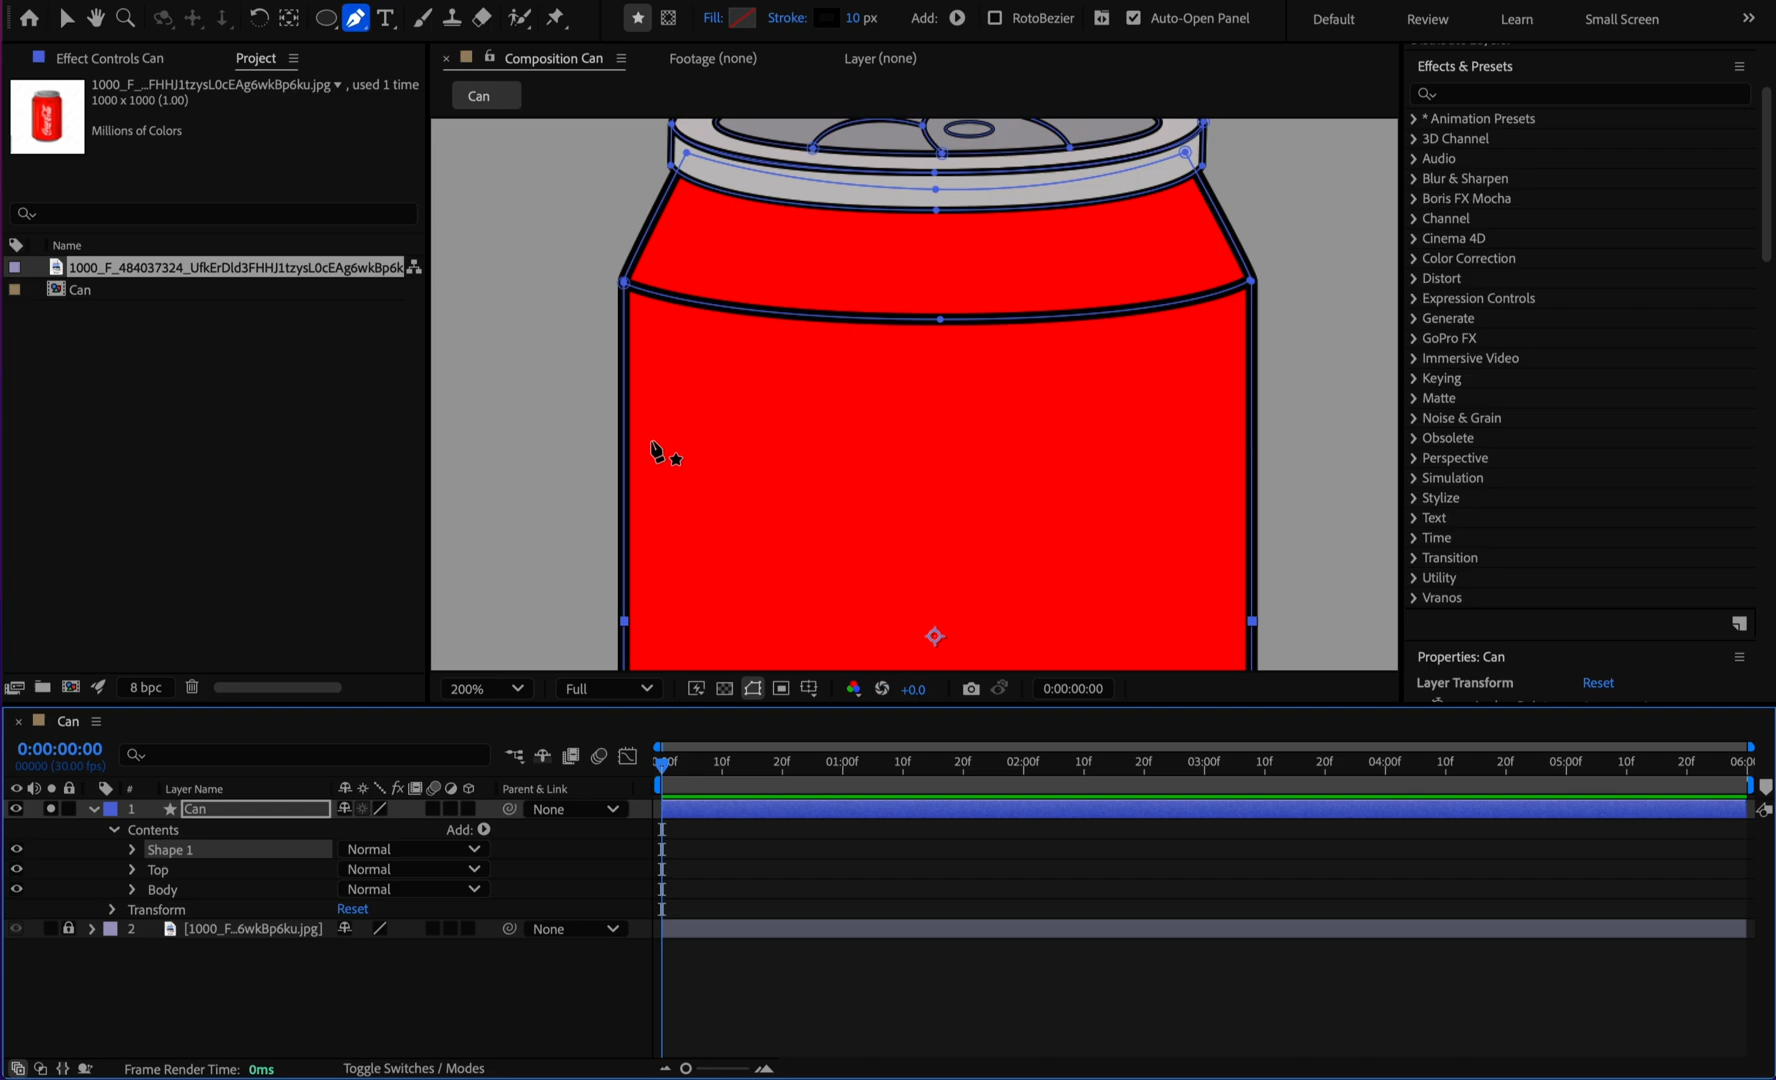 Fill:
Stroke:
10 px
Add:
RotoBezier
Auto-Open Panel
Default
Review
Learn
Small Screen
Effect Controls Can
Project
Composition Can
Footage (none)
Layer (none)
Effects & Presets
1000_F_...FHHJ1tzysL0cEAg6wkBp6ku.jpg ▾ , used 1 time
1000 x 1000 (1.00)
Millions of Colors
Can
Name
1000_F_484037324_UfkErDld3FHHJ1tzysL0cEAg6wkBp6k
Can
* Animation Presets
3D Channel
Audio
Blur & Sharpen
Boris FX Mocha
Channel
Cinema 4D
Color Correction
Distort
Expression Controls
Generate
GoPro FX
Immersive Video
Keying
Matte
Noise & Grain
Obsolete
Perspective
Simulation
Stylize
Text
Time
Transition
Utility
Vranos
Properties: Can
Layer Transform
Reset
8 bpc
200%
Full
+0.0
0:00:00:00
Can
0:00:00:00
00000 (30.00 fps)
10f
20f
01:00f
10f
20f
02:00f
10f
20f
03:00f
10f
20f
04:00f
10f
20f
05:00f
10f
20f
#
Layer Name
Parent & Link
1
Can
None
Contents
Add:
Shape 1
Normal
Top
Normal
Body
Normal
Transform
Reset
2
[1000_F...6wkBp6ku.jpg]
None
Frame Render Time: 0ms
Toggle Switches / Modes